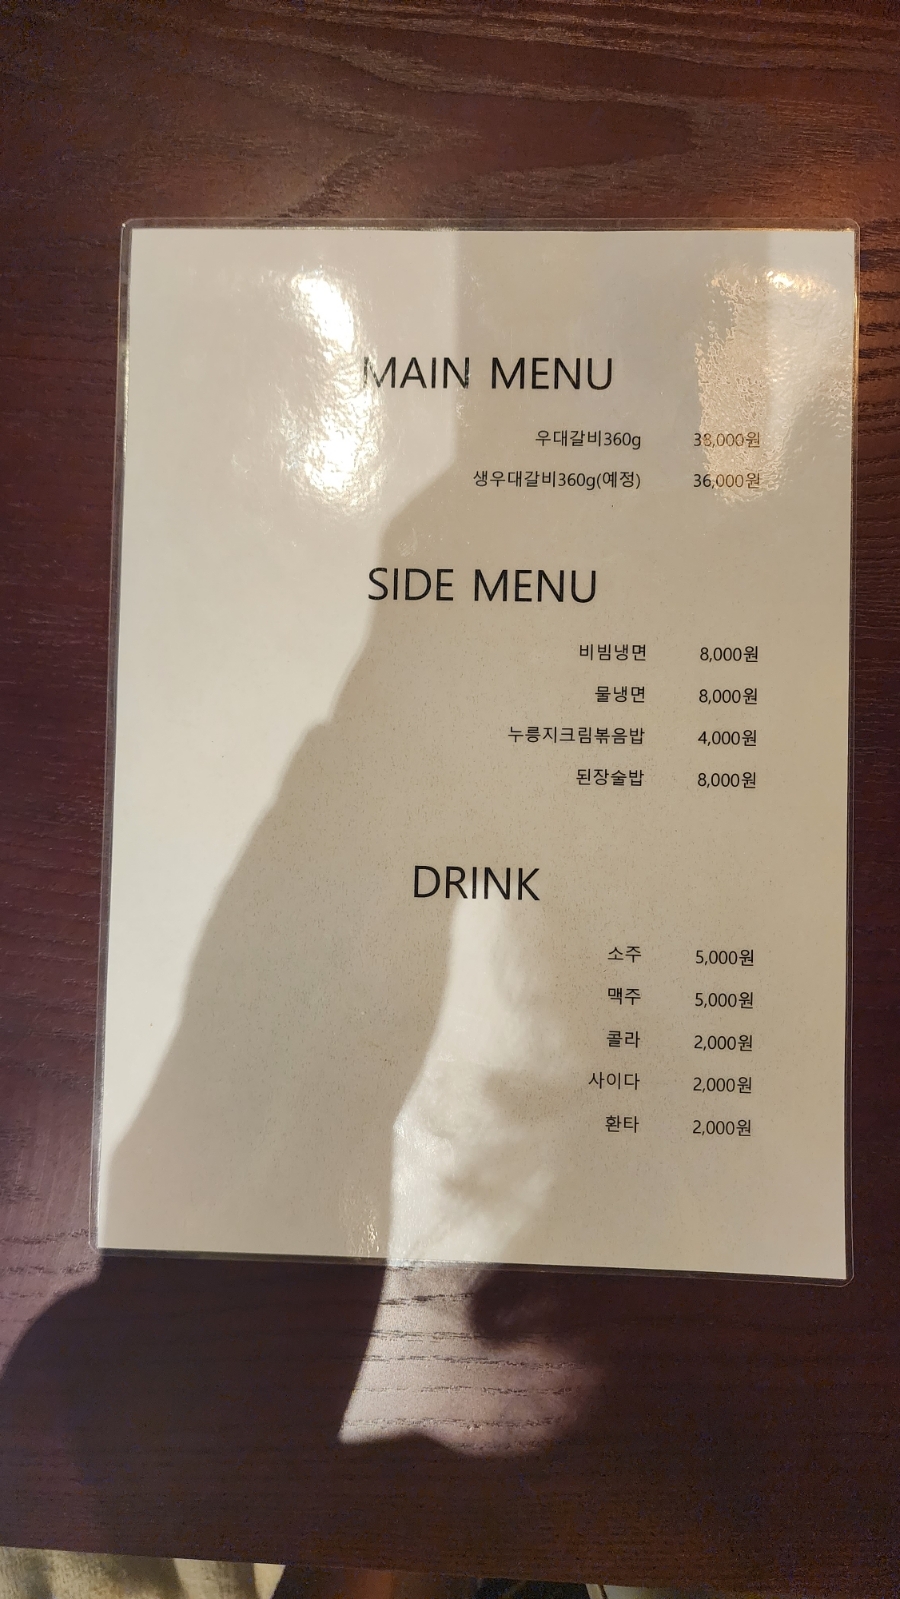 MAIN MENU
우대갈비360g 33,000원
생우대갈비360g(예정) 36,000원
SIDE MENU
비빔냉면 8,000원
물냉면 8,000원
누룽지크림볶음밥 4,000원
된장술밥 8,000원
DRINK
소주 5,000원
맥주 5,000원
콜라 2,000원
사이다 2,000원
환타 2,000원